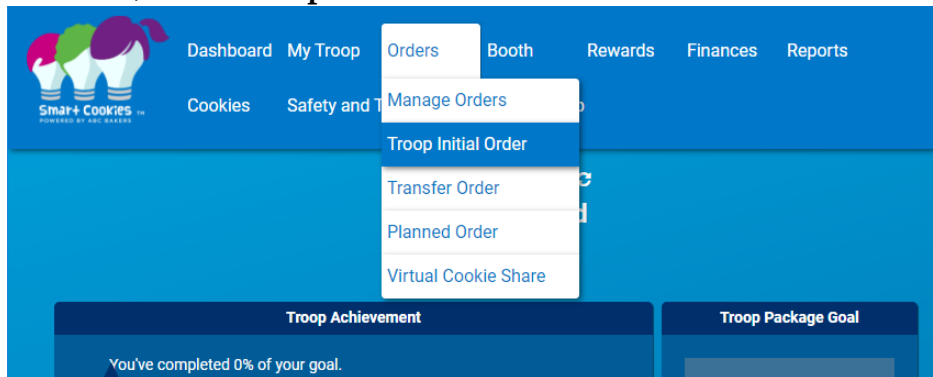 Dashboard My Troop Orders Booth Rewards Finances Reports
Smart Cookies TM
POWERED BY ABC BAKERS
Cookies Safety and T
Manage Orders
Troop Initial Order
Transfer Order
Planned Order
Virtual Cookie Share
Troop Achievement
Troop Package Goal
You've completed 0% of your goal.